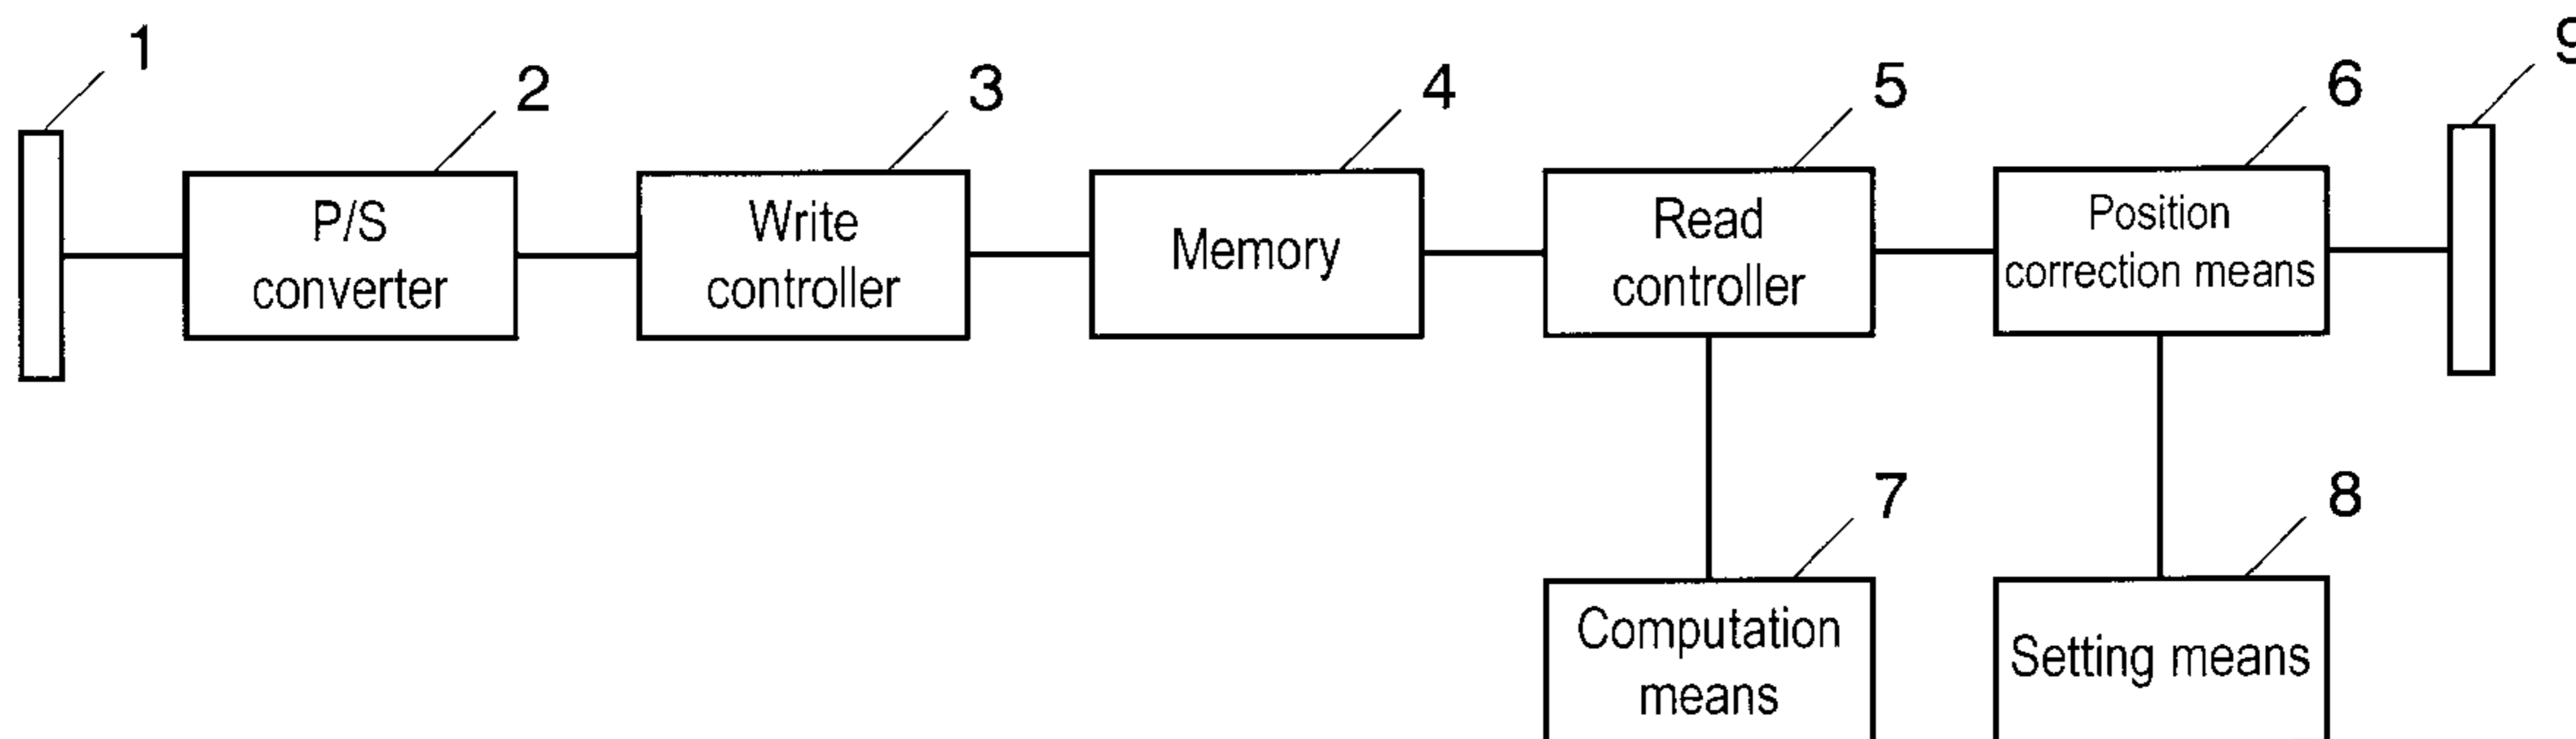 1
2
3
4
5
6
9
P/S
converter
Write
controller
Memory
Read
controller
Position
correction means
7
8
Computation
means
Setting means